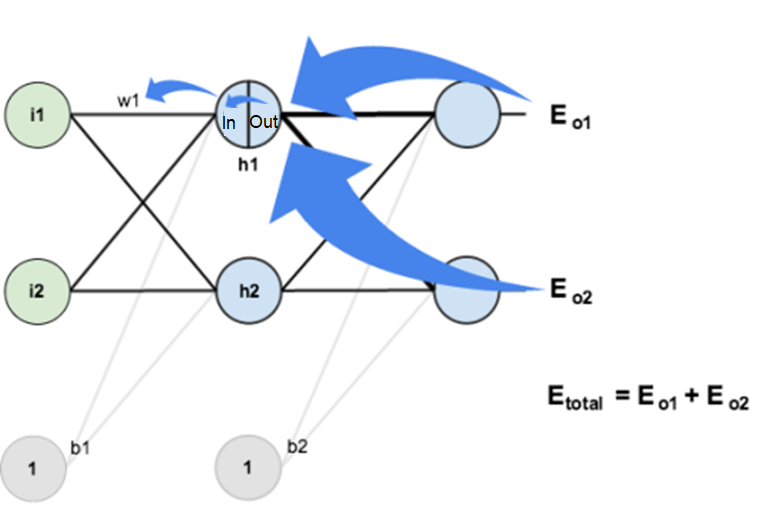 w1
i1
In
Out
E o1
h1
i2
h2
E o2
E total = E o1 + E o2
b1
b2
1
1